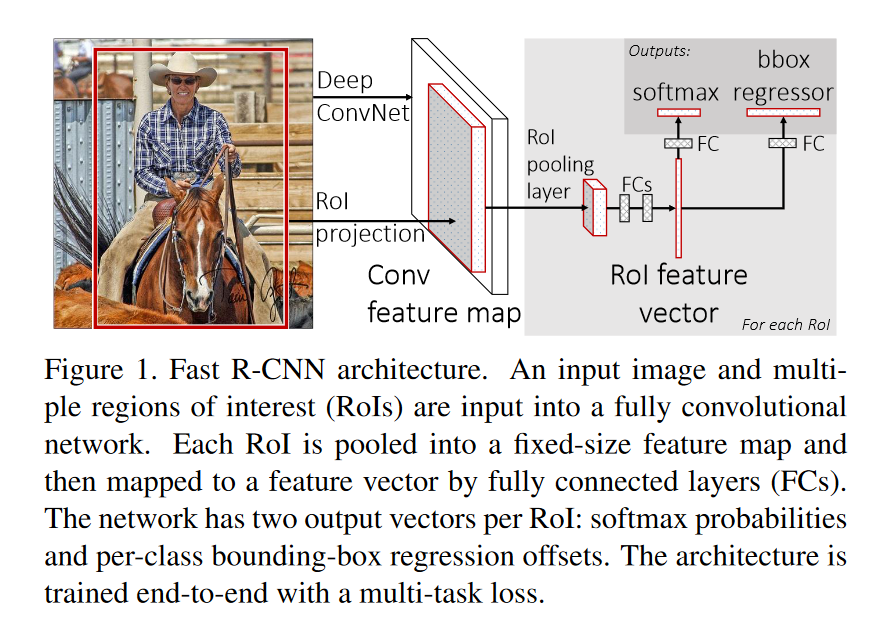 Deep
ConvNet
RoI
projection
Conv
feature map
RoI
pooling
layer
FCs
Outputs:
softmax
bbox
regressor
FC
FC
RoI feature
vector
For each RoI
Figure 1. Fast R-CNN architecture. An input image and multi-
ple regions of interest (RoIs) are input into a fully convolutional
network. Each RoI is pooled into a fixed-size feature map and
then mapped to a feature vector by fully connected layers (FCs).
The network has two output vectors per RoI: softmax probabilities
and per-class bounding-box regression offsets. The architecture is
trained end-to-end with a multi-task loss.